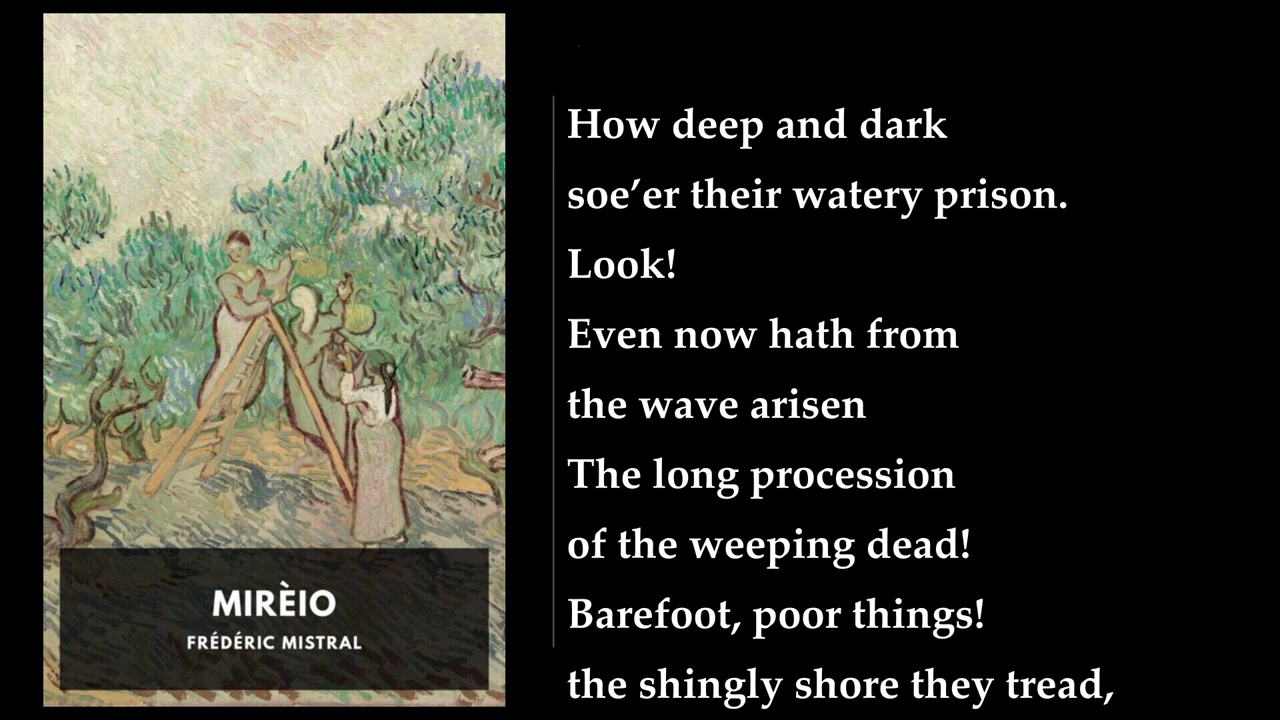 MIRÈIO
FRÉDÉRIC MISTRAL
How deep and dark
soe’er their watery prison.
Look!
Even now hath from
the wave arisen
The long procession
of the weeping dead!
Barefoot, poor things!
the shingly shore they tread,